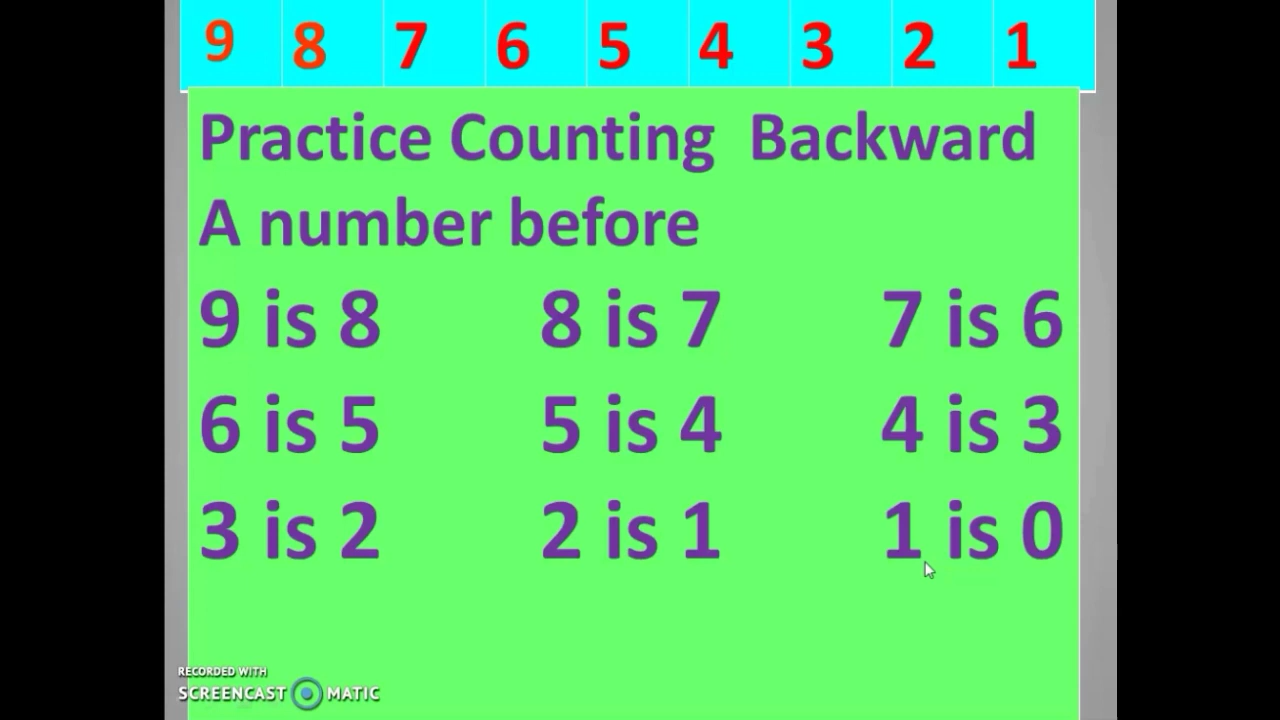 9 8 7 6 5 4 3 2 1
Practice Counting Backward
A number before
9 is 8 8 is 7 7 is 6
6 is 5 5 is 4 4 is 3
3 is 2 2 is 1 1 is 0
RECORDED WITH
SCREENCAST MATIC